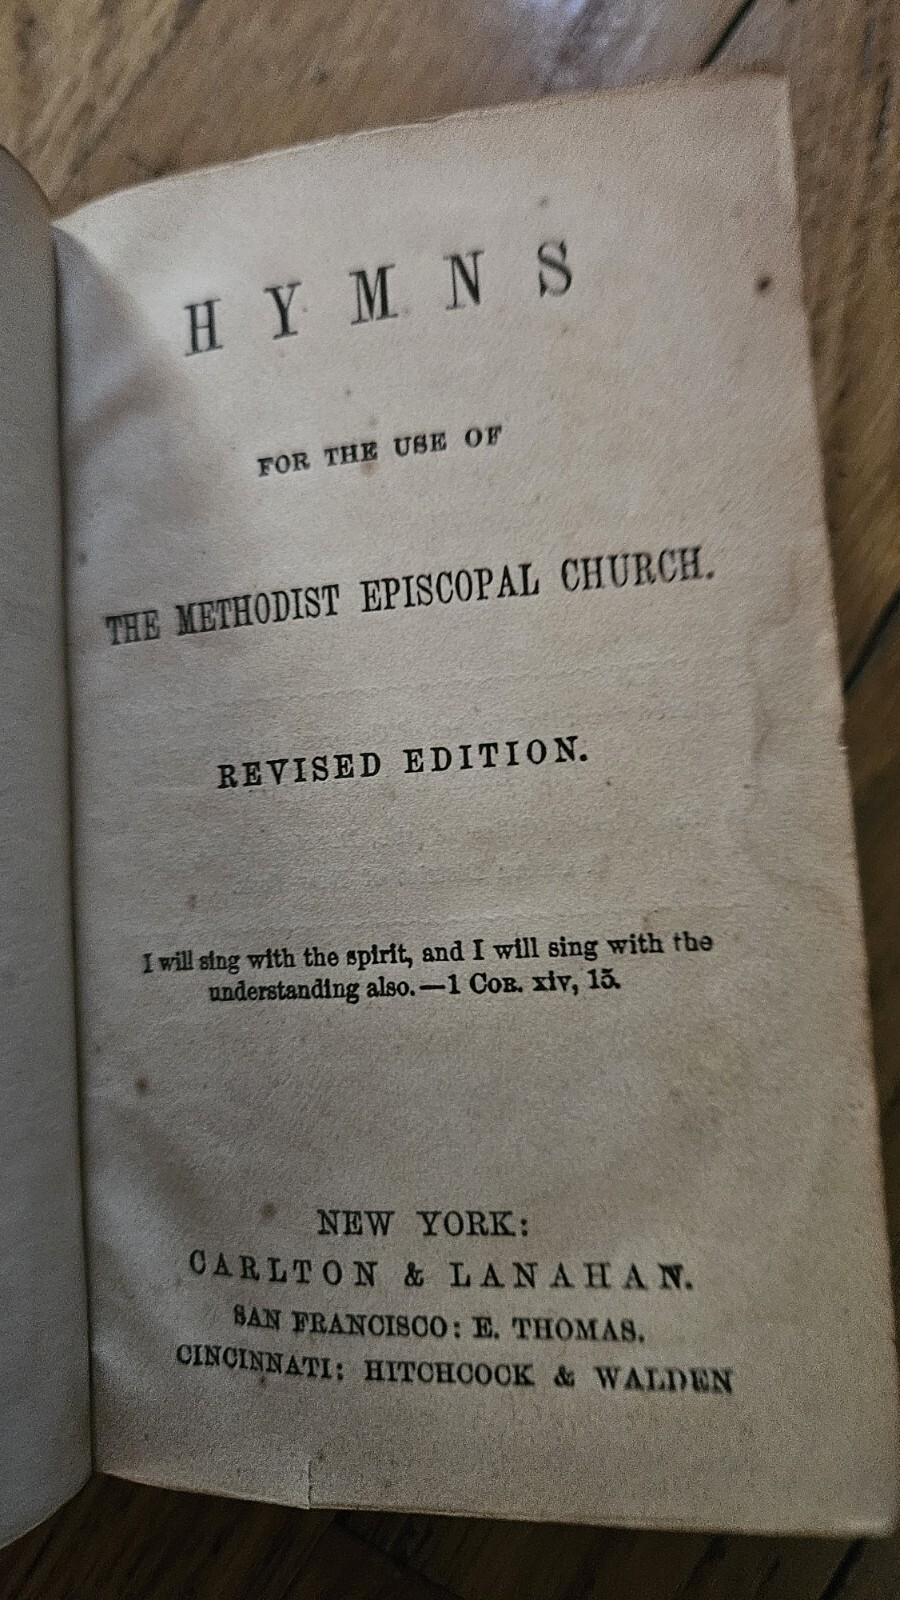 HYMNS
FOR THE USE OF
THE METHODIST EPISCOPAL CHURCH.
REVISED EDITION.
I will sing with the spirit, and I will sing with the
understanding also.—1 COR. xiv, 15.
NEW YORK:
CARLTON & LANAHAN.
SAN FRANCISCO: E. THOMAS.
CINCINNATI: HITCHCOCK & WALDEN